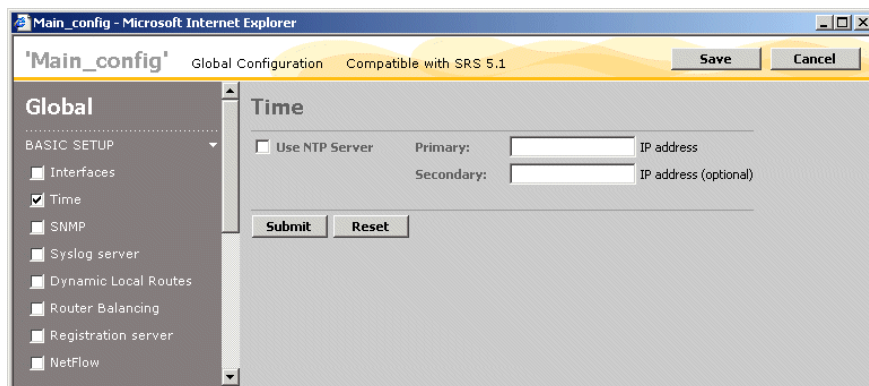 Main_config - Microsoft Internet Explorer
'Main_config' Global Configuration Compatible with SRS 5.1 Save Cancel
Global
BASIC SETUP
Interfaces
Time
SNMP
Syslog server
Dynamic Local Routes
Router Balancing
Registration server
NetFlow
Time
Use NTP Server Primary: IP address
Secondary: IP address (optional)
Submit Reset